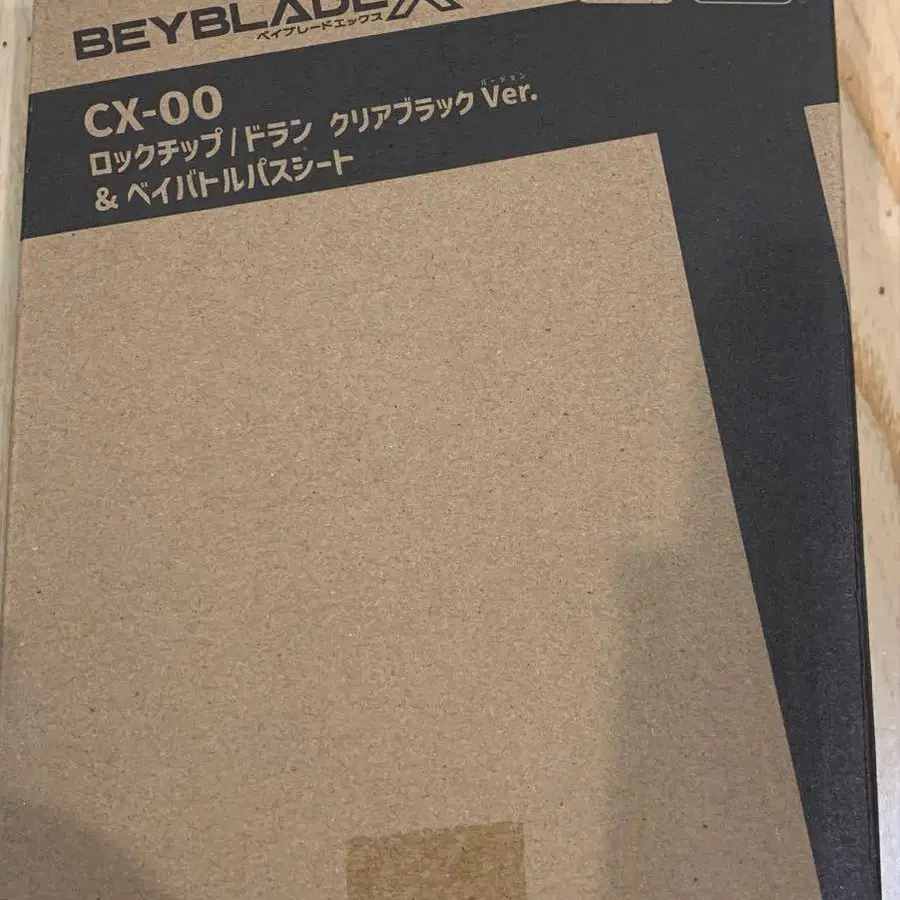 BEYBLADE X
ベイブレードエックス
CX-00
バージョン
ロックチップ/ドラン クリアブラック Ver.
& ベイバトルパスシート